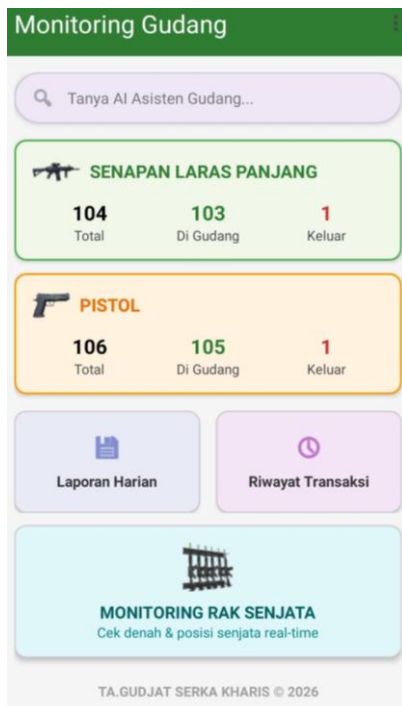 Monitoring Gudang
Tanya AI Asisten Gudang...
SENAPAN LARAS PANJANG
104 103 1
Total Di Gudang Keluar
PISTOL
106 105 1
Total Di Gudang Keluar
Laporan Harian Riwayat Transaksi
MONITORING RAK SENJATA
Cek denah & posisi senjata real-time
TA.GUDJAT SERKA KHARIS © 2026